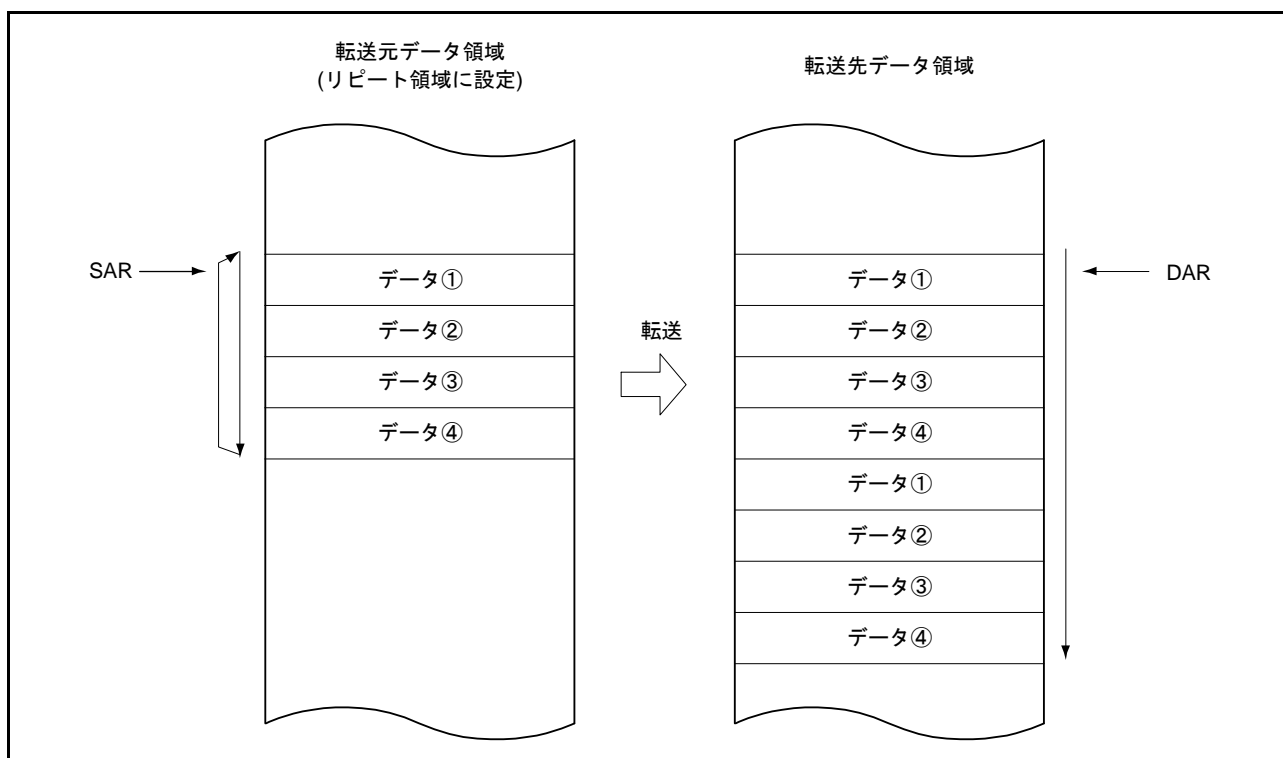 転送元データ領域
(リピート領域に設定)
転送先データ領域
SAR
データ①
データ②
データ③
データ④
転送
データ①
データ②
データ③
データ④
データ①
データ②
データ③
データ④
DAR